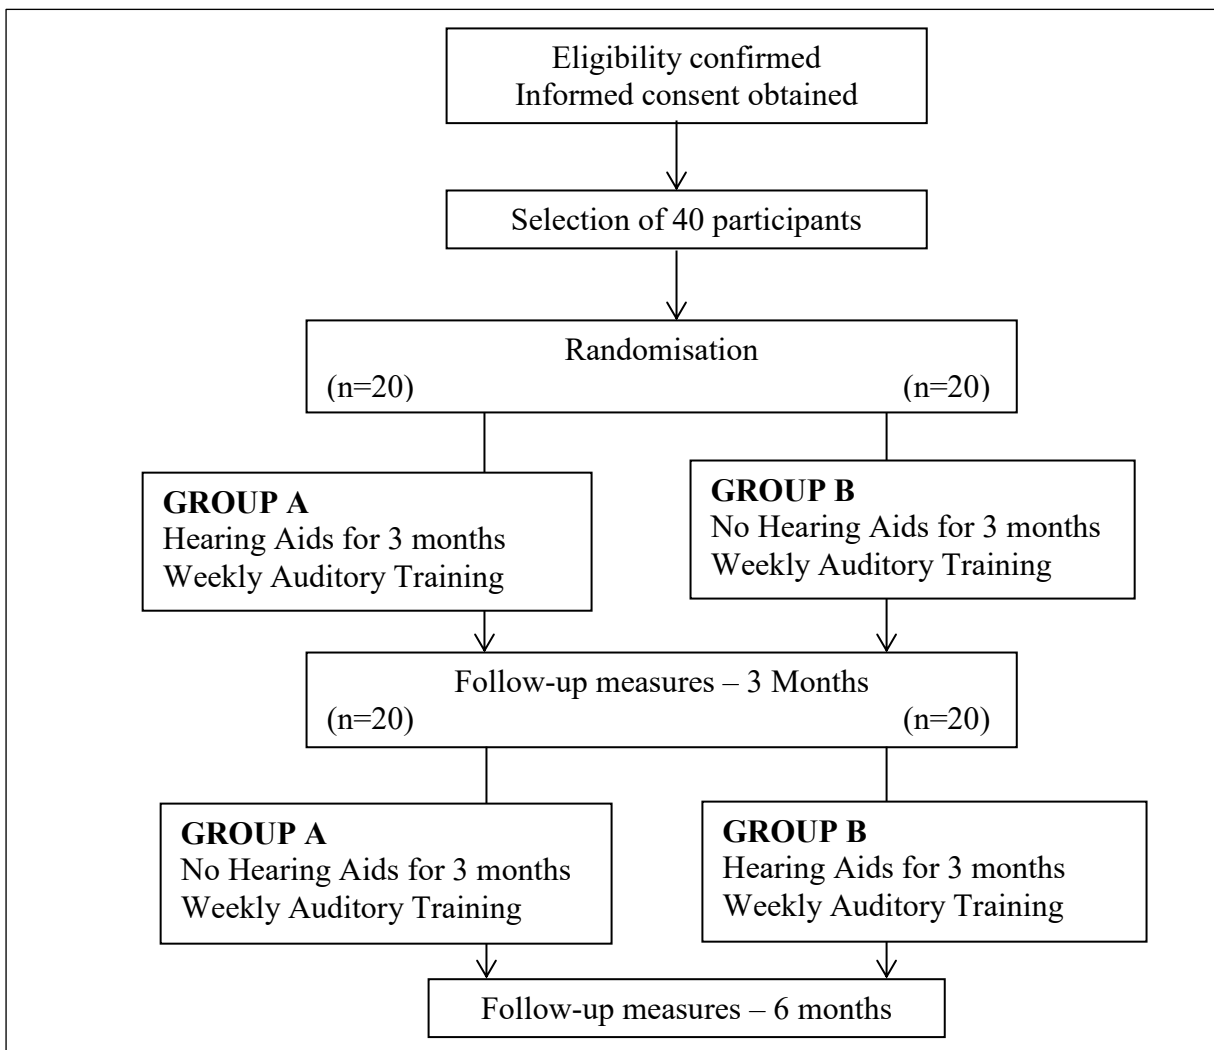 Eligibility confirmed
Informed consent obtained
Selection of 40 participants
Randomisation
(n=20) (n=20)
GROUP A
Hearing Aids for 3 months
Weekly Auditory Training
GROUP B
No Hearing Aids for 3 months
Weekly Auditory Training
Follow-up measures – 3 Months
(n=20) (n=20)
GROUP A
No Hearing Aids for 3 months
Weekly Auditory Training
GROUP B
Hearing Aids for 3 months
Weekly Auditory Training
Follow-up measures – 6 months